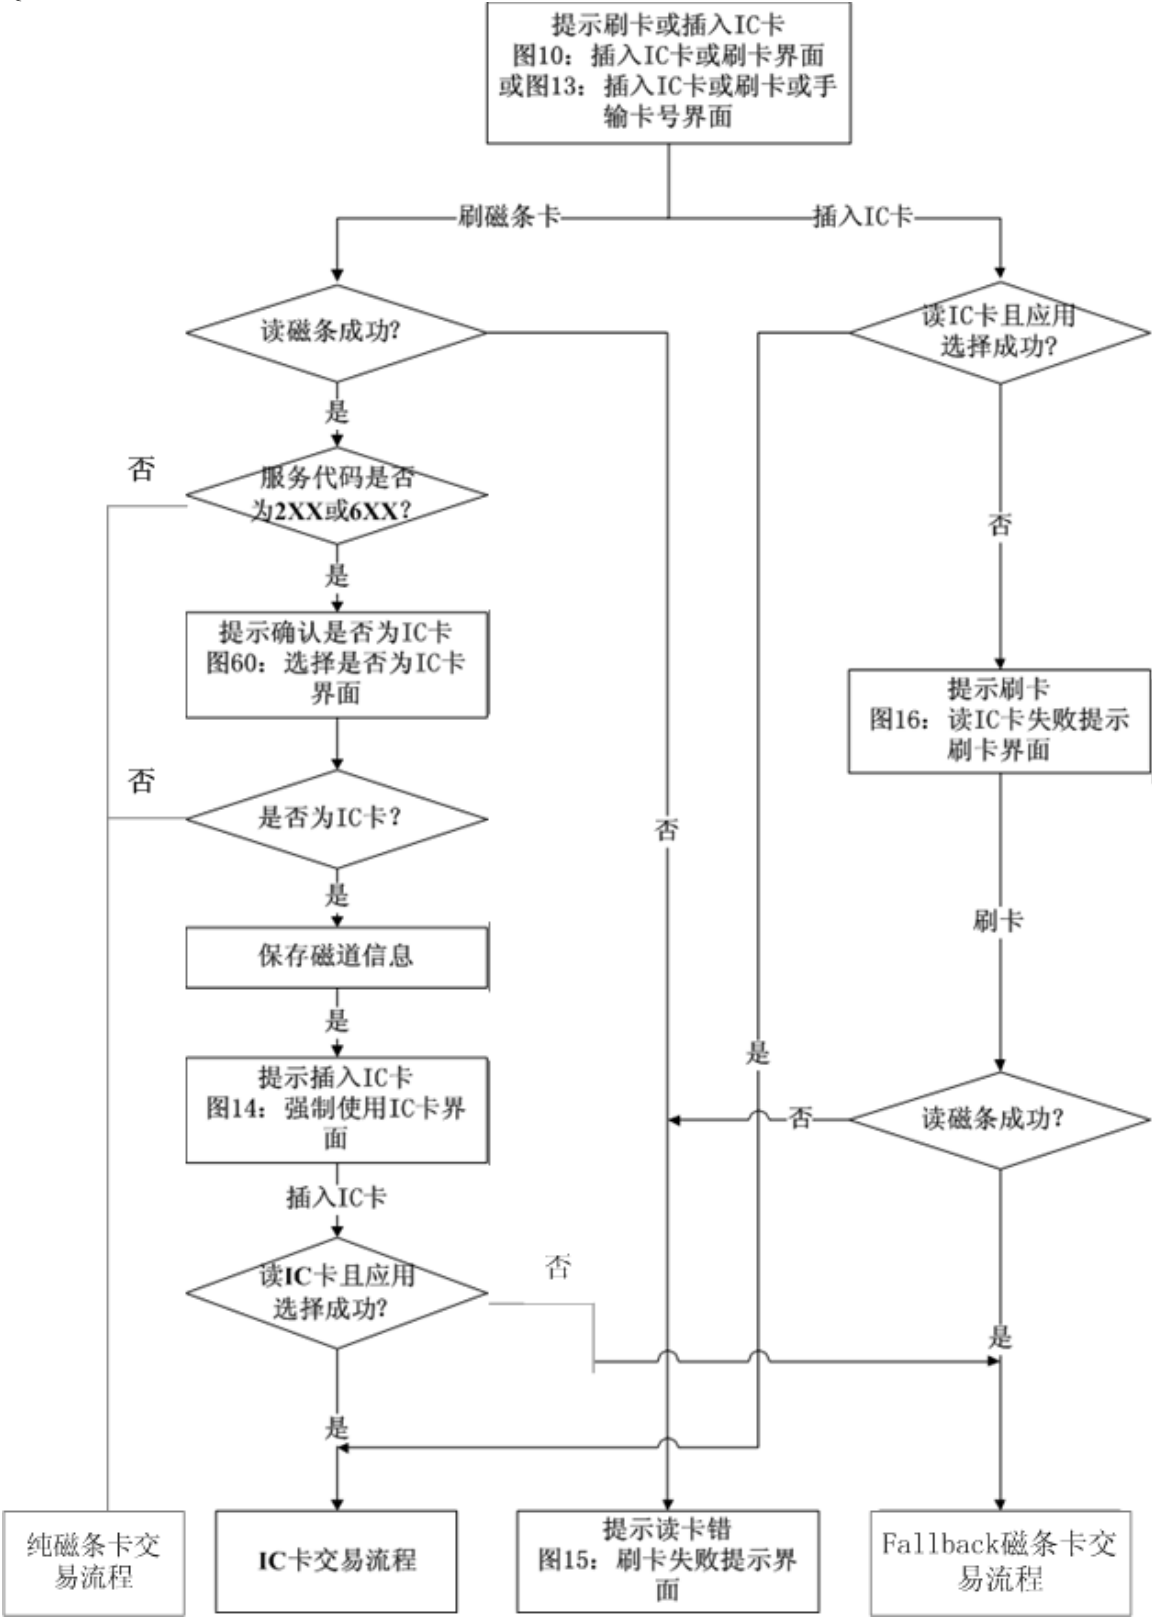 提示刷卡或插入IC卡
图10：插入IC卡或刷卡界面
或图13：插入IC卡或刷卡或手
输卡号界面
刷磁条卡
插入IC卡
读磁条成功?
读IC卡且应用
选择成功?
是
否
服务代码是否
为2XX或6XX?
否
是
提示确认是否为IC卡
图60：选择是否为IC卡
界面
提示刷卡
图16：读IC卡失败提示
刷卡界面
否
是否为IC卡?
否
是
刷卡
保存磁道信息
是
是
提示插入IC卡
图14：强制使用IC卡界
面
否
读磁条成功?
插入IC卡
读IC卡且应用
选择成功?
否
是
是
纯磁条卡交
易流程
IC卡交易流程
提示读卡错
图15：刷卡失败提示界
面
Fallback磁条卡交
易流程